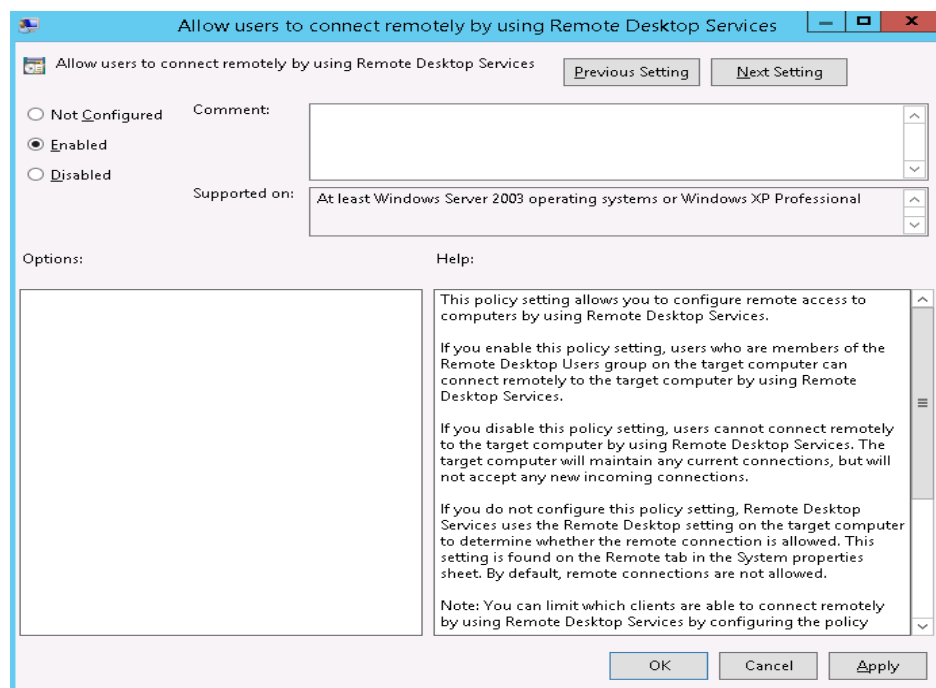 Allow users to connect remotely by using Remote Desktop Services
Allow users to connect remotely by using Remote Desktop Services
Previous Setting
Next Setting
Not Configured
Enabled
Disabled
Comment:
Supported on:
At least Windows Server 2003 operating systems or Windows XP Professional
Options:
Help:
This policy setting allows you to configure remote access to
computers by using Remote Desktop Services.
If you enable this policy setting, users who are members of the
Remote Desktop Users group on the target computer can
connect remotely to the target computer by using Remote
Desktop Services.
If you disable this policy setting, users cannot connect remotely
to the target computer by using Remote Desktop Services. The
target computer will maintain any current connections, but will
not accept any new incoming connections.
If you do not configure this policy setting, Remote Desktop
Services uses the Remote Desktop setting on the target computer
to determine whether the remote connection is allowed. This
setting is found on the Remote tab in the System properties
sheet. By default, remote connections are not allowed.
Note: You can limit which clients are able to connect remotely
by using Remote Desktop Services by configuring the policy
OK
Cancel
Apply